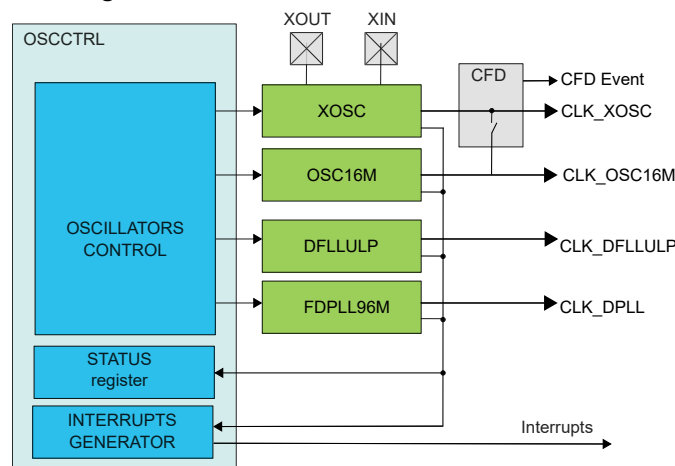 XOUT
XIN
OSCCTRL
CFD
CFD Event
XOSC
CLK_XOSC
OSC16M
CLK_OSC16M
OSCILLATORS
CONTROL
DFLLULP
CLK_DFLLULP
FDPLL96M
CLK_DPLL
STATUS
register
INTERRUPTS
GENERATOR
Interrupts